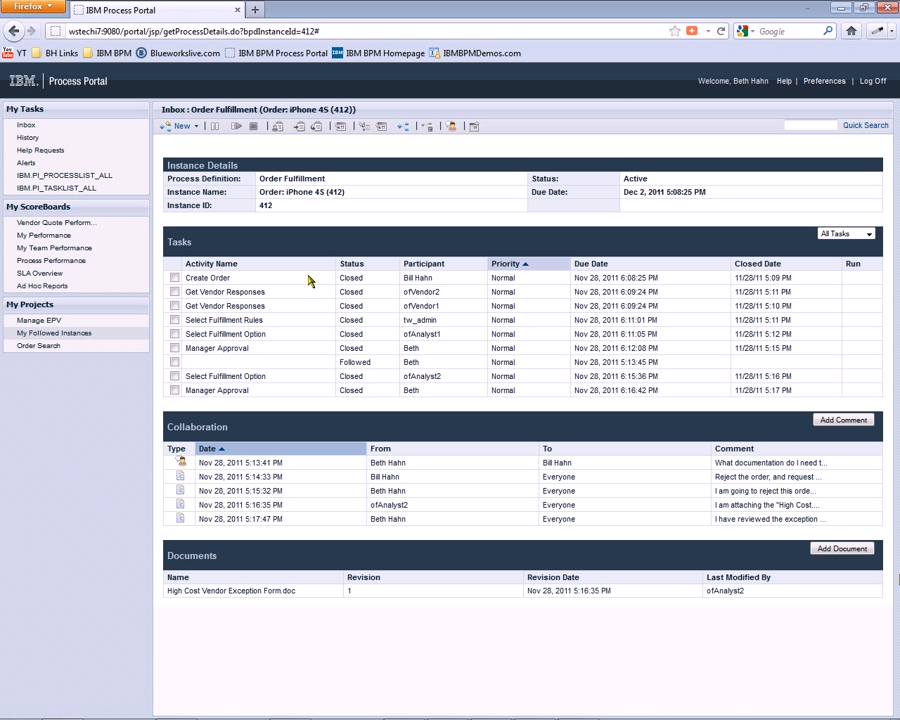 Firefox
IBM Process Portal
wstechi7:9080/portal/jsp/getProcessDetails.do?bpdInstanceId=412#
Google
YT BH Links IBM BPM Blueworkslive.com IBM BPM Process Portal IBM BPM Homepage IBMBPMDemos.com
IBM. Process Portal
Welcome, Beth Hahn Help | Preferences | Log Off
My Tasks
Inbox
History
Help Requests
Alerts
IBM.PI_PROCESSLIST_ALL
IBM.PI_TASKLIST_ALL
My ScoreBoards
Vendor Quote Perform...
My Performance
My Team Performance
Process Performance
SLA Overview
Ad Hoc Reports
My Projects
Manage EPV
My Followed Instances
Order Search
Inbox : Order Fulfillment (Order: iPhone 4S (412))
New
Quick Search
Instance Details
Process Definition: Order Fulfillment Status: Active
Instance Name: Order: iPhone 4S (412) Due Date: Dec 2, 2011 5:08:25 PM
Instance ID: 412
Tasks
All Tasks
Activity Name Status Participant Priority Due Date Closed Date Run
Create Order Closed Bill Hahn Normal Nov 28, 2011 6:08:25 PM 11/28/11 5:09 PM
Get Vendor Responses Closed ofVendor2 Normal Nov 28, 2011 6:09:24 PM 11/28/11 5:11 PM
Get Vendor Responses Closed ofVendor1 Normal Nov 28, 2011 6:09:24 PM 11/28/11 5:10 PM
Select Fulfillment Rules Closed tw_admin Normal Nov 28, 2011 6:11:01 PM 11/28/11 5:11 PM
Select Fulfillment Option Closed ofAnalyst1 Normal Nov 28, 2011 6:11:05 PM 11/28/11 5:12 PM
Manager Approval Closed Beth Normal Nov 28, 2011 6:12:08 PM 11/28/11 5:15 PM
Followed Beth Normal Nov 28, 2011 5:13:45 PM
Select Fulfillment Option Closed ofAnalyst2 Normal Nov 28, 2011 6:15:36 PM 11/28/11 5:16 PM
Manager Approval Closed Beth Normal Nov 28, 2011 6:16:42 PM 11/28/11 5:17 PM
Collaboration
Add Comment
Type Date From To Comment
Nov 28, 2011 5:13:41 PM Beth Hahn Bill Hahn What documentation do I need t...
Nov 28, 2011 5:14:33 PM Bill Hahn Everyone Reject the order, and request ...
Nov 28, 2011 5:15:32 PM Beth Hahn Everyone I am going to reject this orde...
Nov 28, 2011 5:16:35 PM ofAnalyst2 Everyone I am attaching the "High Cost....
Nov 28, 2011 5:17:47 PM Beth Hahn Everyone I have reviewed the exception ...
Documents
Add Document
Name Revision Revision Date Last Modified By
High Cost Vendor Exception Form.doc 1 Nov 28, 2011 5:16:35 PM ofAnalyst2